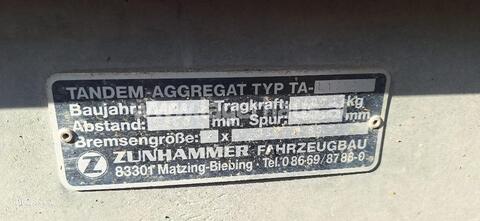 TANDEM-AGGREGAT TYP TA-
Baujahr: Tragkraft: kg
Abstand: mm Spur: mm
Bremsengröße: x
Z ZUNHAMMER FAHRZEUGBAU
83301 Matzing-Biebing · Tel. 0 86-69 / 87 88-0